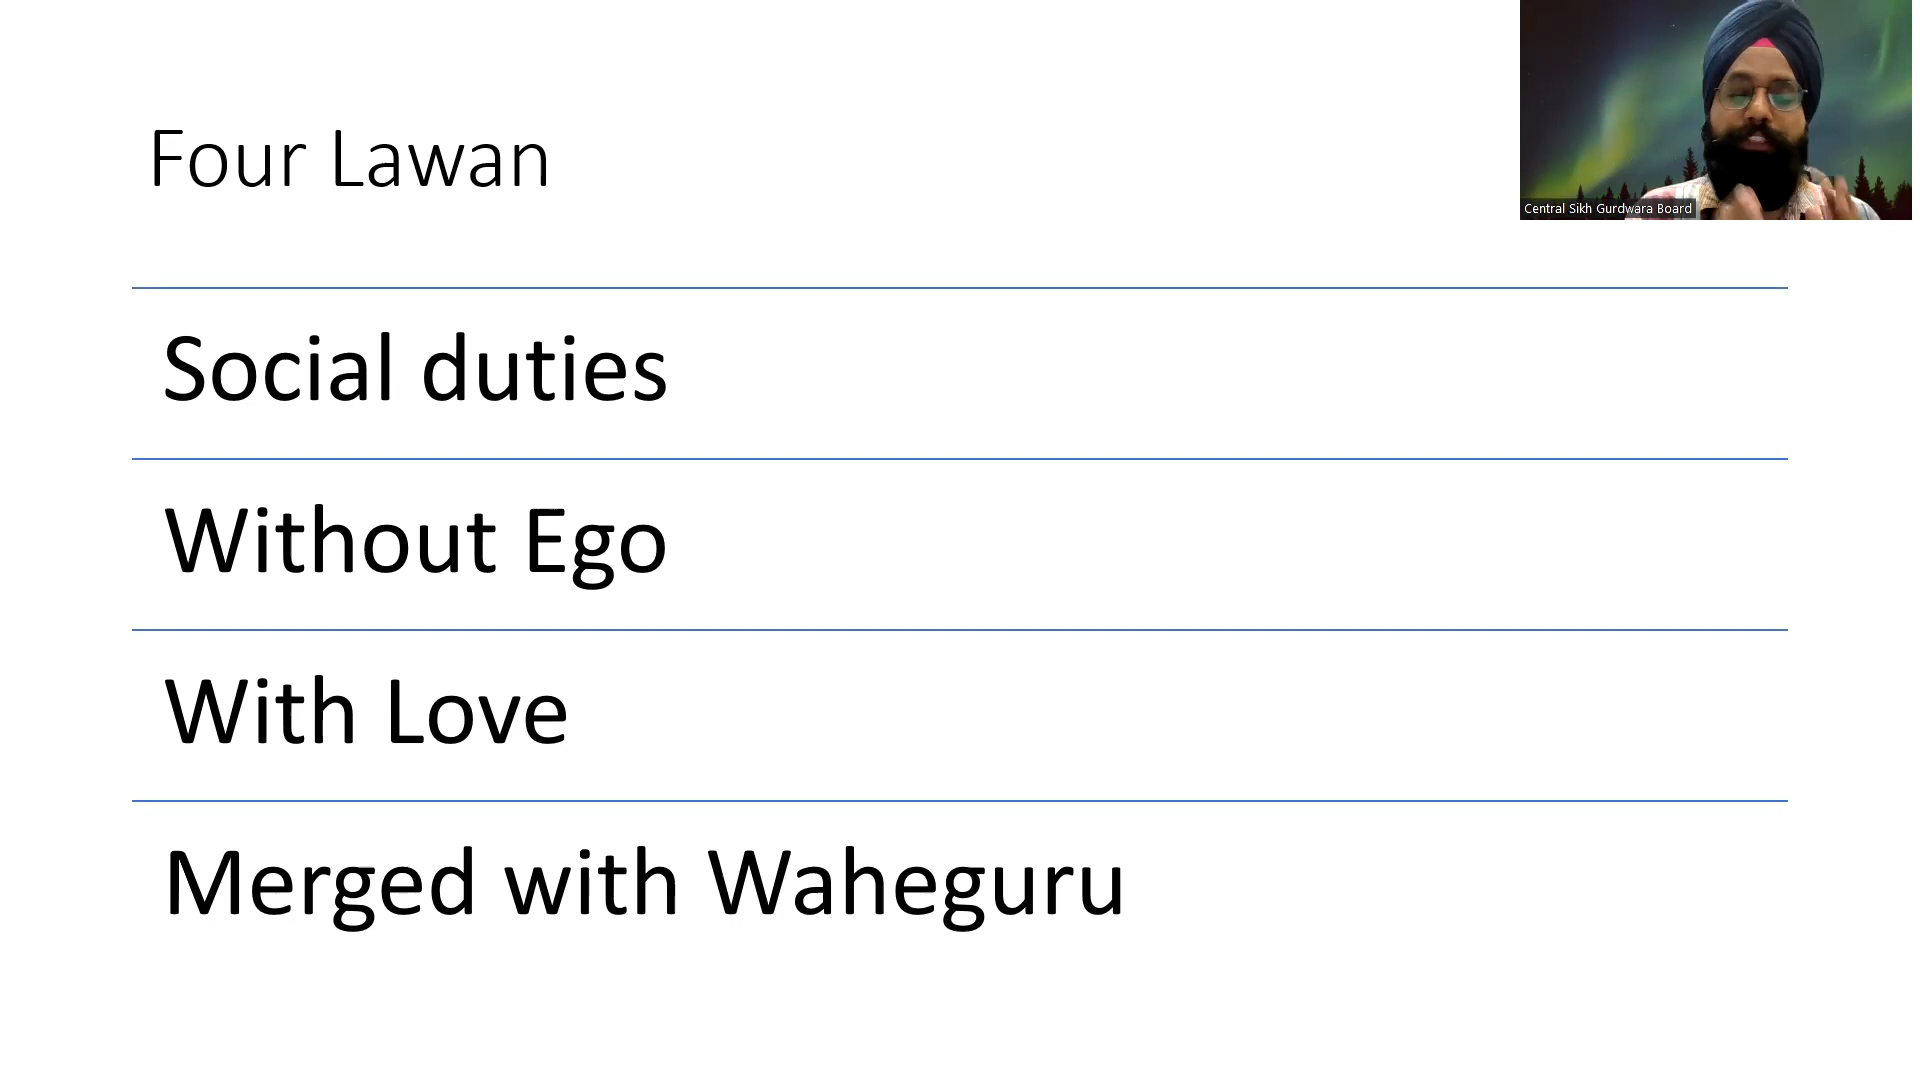 Four Lawan
Central Sikh Gurdwara Board
Social duties
Without Ego
With Love
Merged with Waheguru